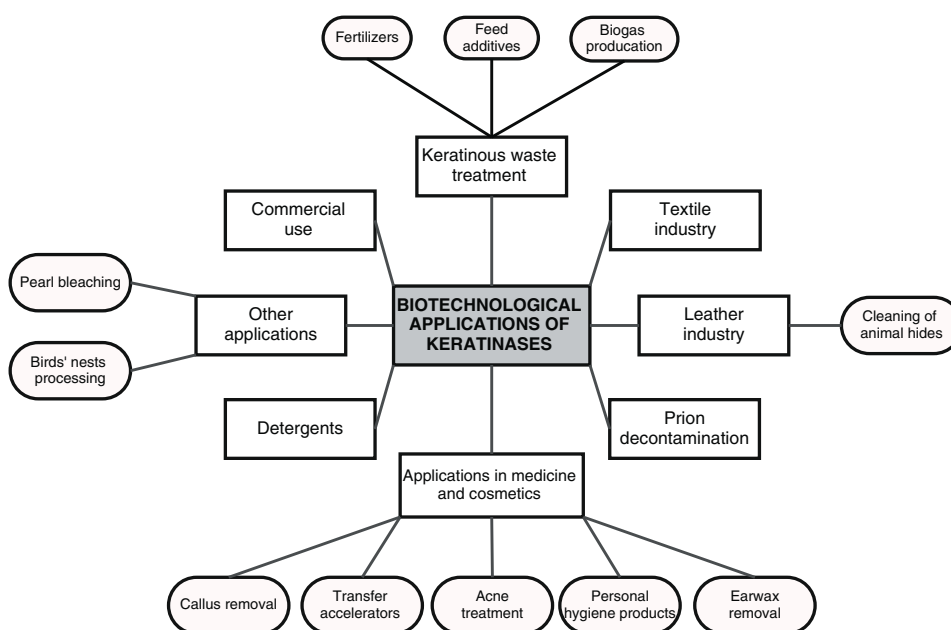 Fertilizers
Feed
additives
Biogas
producation
Keratinous waste
treatment
Commercial
use
Textile
industry
Pearl bleaching
Other
applications
BIOTECHNOLOGICAL
APPLICATIONS OF
KERATINASES
Leather
industry
Cleaning of
animal hides
Birds' nests
processing
Detergents
Prion
decontamination
Applications in medicine
and cosmetics
Callus removal
Transfer
accelerators
Acne
treatment
Personal
hygiene products
Earwax
removal